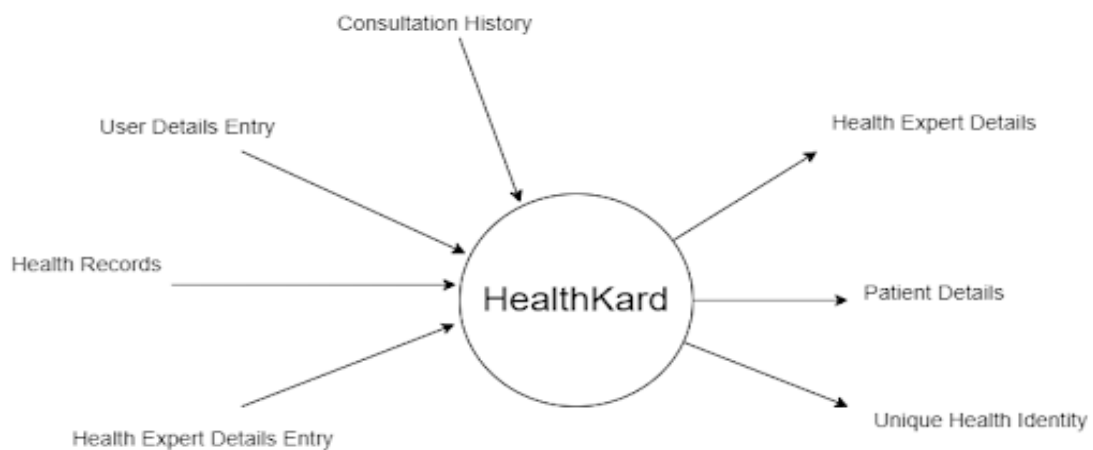 Consultation History
User Details Entry
Health Expert Details
Health Records
HealthKard
Patient Details
Unique Health Identity
Health Expert Details Entry